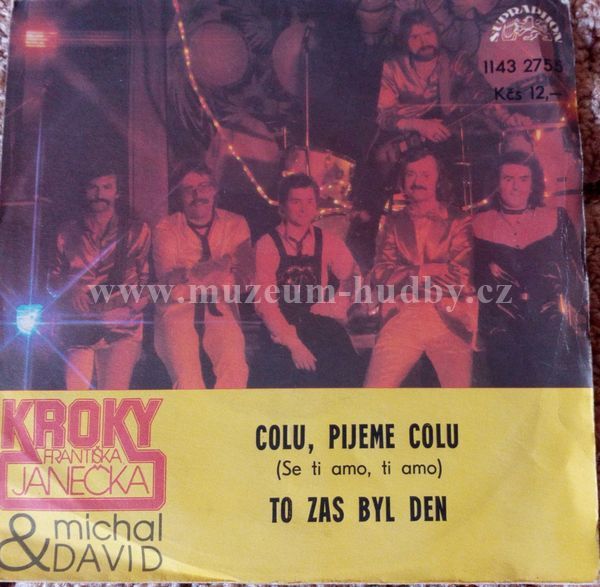 SUPRAPHON
1143 2755
Kčs 12,-
www.muzeum-hudby.cz
KROKY
FRANTIŠKA
JANEČKA
& michal
DAVID
COLU, PIJEME COLU
(Se ti amo, ti amo)
TO ZAS BYL DEN